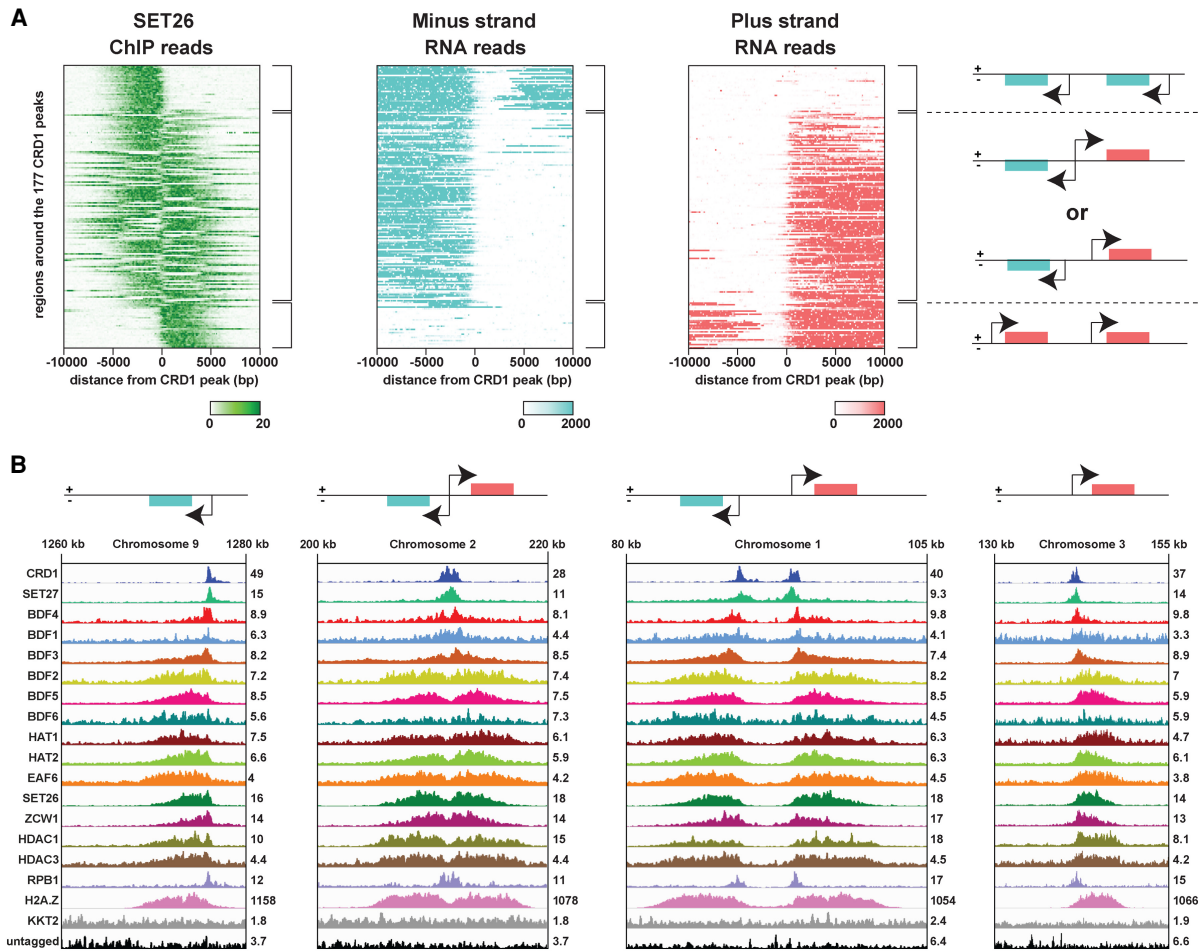 A
SET26
ChIP reads
Minus strand
RNA reads
Plus strand
RNA reads
regions around the 177 CRD1 peaks
-10000 -5000 0 5000 10000
distance from CRD1 peak (bp)
0 20
-10000 -5000 0 5000 10000
distance from CRD1 peak (bp)
0 2000
-10000 -5000 0 5000 10000
distance from CRD1 peak (bp)
0 2000
+
-
+
-
or
+
-
+
-
B
+
-
+
-
+
-
+
-
1260 kb Chromosome 9 1280 kb
200 kb Chromosome 2 220 kb
80 kb Chromosome 1 105 kb
130 kb Chromosome 3 155 kb
CRD1 49 28 40 37
SET27 15 11 9.3 14
BDF4 8.9 8.1 9.8 9.8
BDF1 6.3 4.4 4.1 3.3
BDF3 8.2 8.5 7.4 8.9
BDF2 7.2 7.4 8.2 7
BDF5 8.5 7.5 8.5 5.9
BDF6 5.6 7.3 4.5 5.9
HAT1 7.5 6.1 6.3 4.7
HAT2 6.6 5.9 6.3 6.1
EAF6 4 4.2 4.5 3.8
SET26 16 18 18 14
ZCW1 14 14 17 13
HDAC1 10 15 18 8.1
HDAC3 4.4 4.4 4.5 4.2
RPB1 12 11 17 15
H2A.Z 1158 1078 1054 1066
KKT2 1.8 1.8 2.4 1.9
untagged 3.7 3.7 6.4 6.6